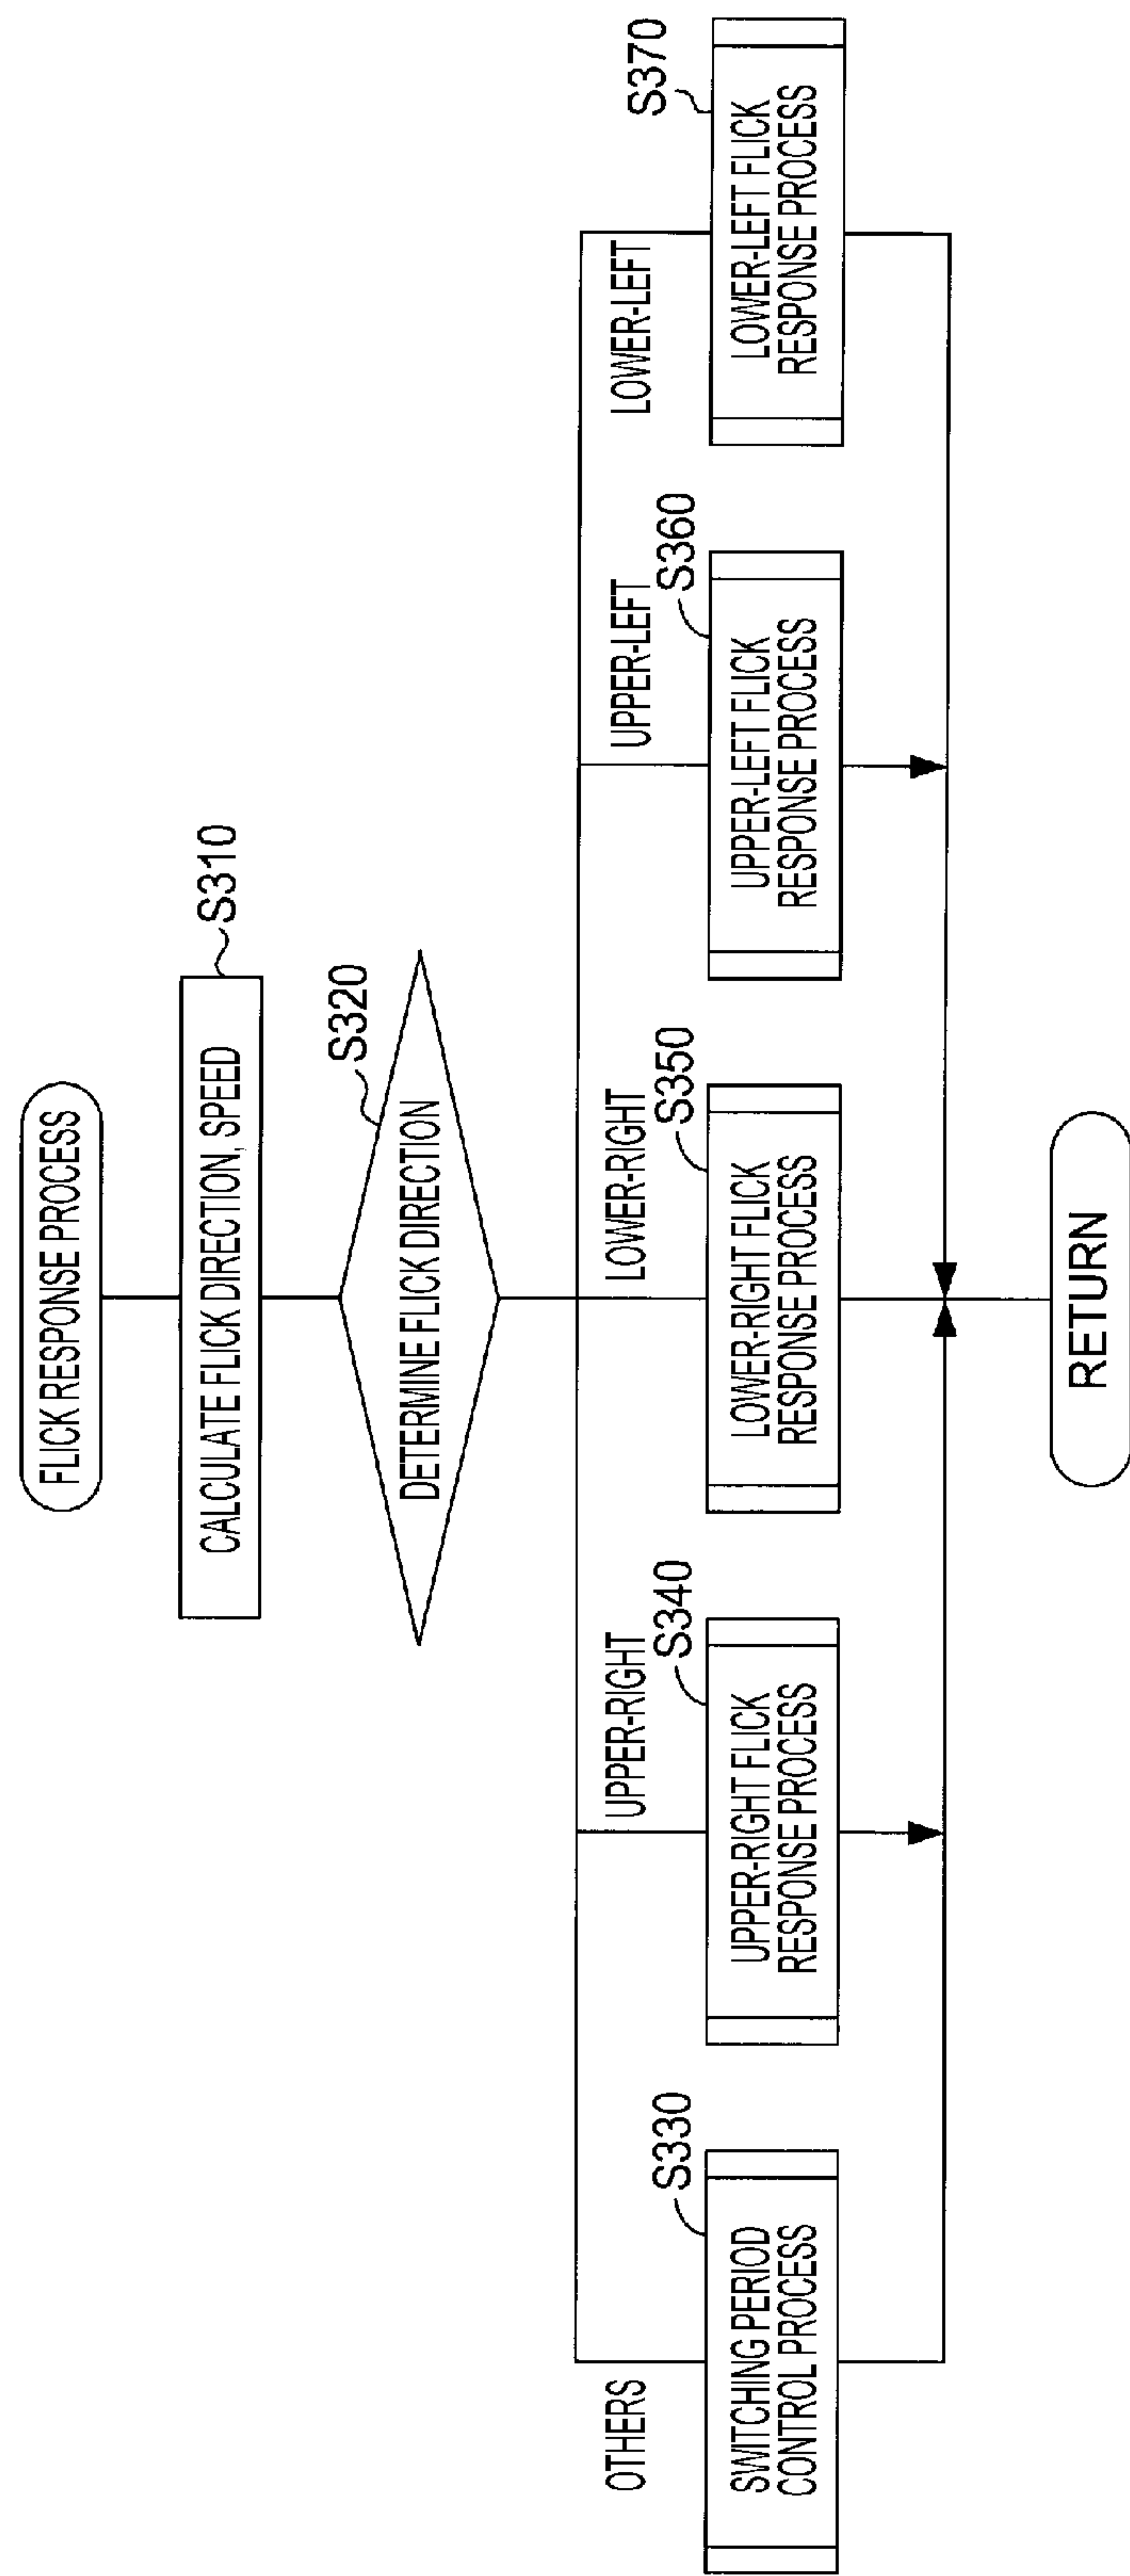 FLICK RESPONSE PROCESS
CALCULATE FLICK DIRECTION, SPEED
S310
DETERMINE FLICK DIRECTION
S320
OTHERS
UPPER-RIGHT
LOWER-RIGHT
UPPER-LEFT
LOWER-LEFT
S330
SWITCHING PERIOD
CONTROL PROCESS
S340
UPPER-RIGHT FLICK
RESPONSE PROCESS
S350
LOWER-RIGHT FLICK
RESPONSE PROCESS
S360
UPPER-LEFT FLICK
RESPONSE PROCESS
S370
LOWER-LEFT FLICK
RESPONSE PROCESS
RETURN